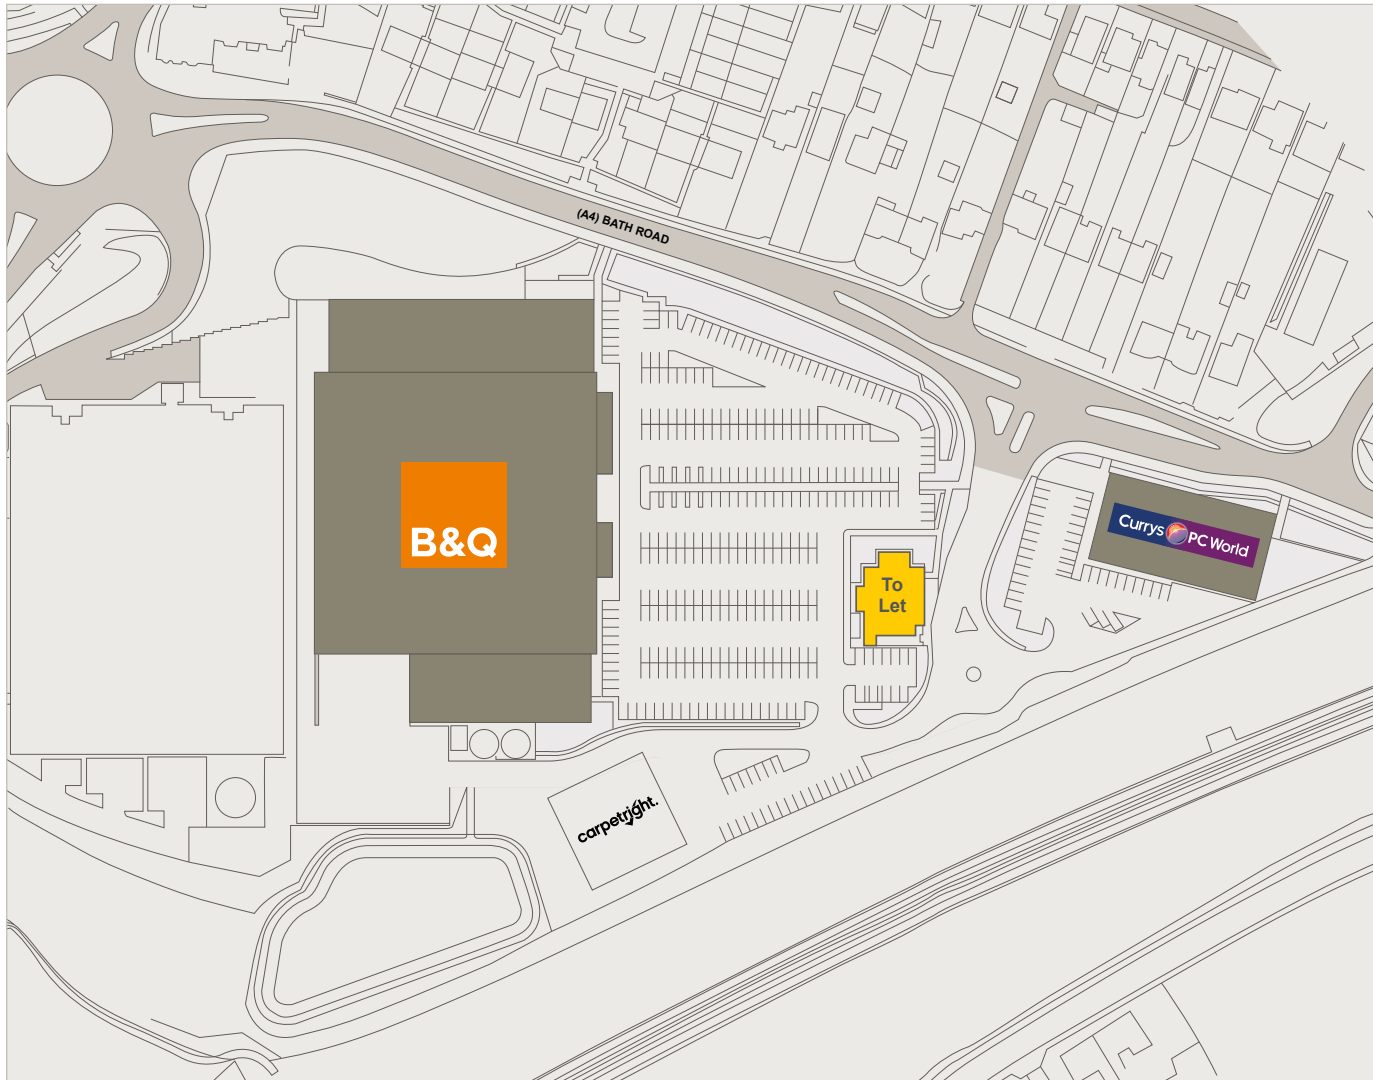 (A4) BATH ROAD
B&Q
Currys PC World
To
Let
carpetright.